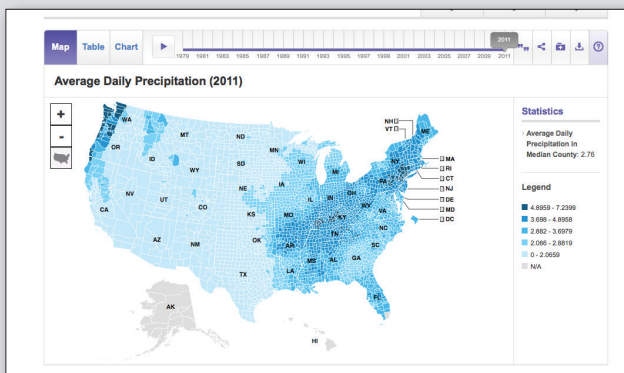 Map Table Chart
2011
1979 1981 1983 1985 1987 1989 1991 1993 1995 1997 1999 2001 2003 2005 2007 2009 2011
Average Daily Precipitation (2011)
+
-
WA
OR
CA
NV
ID
MT
WY
UT
CO
AZ
NM
ND
SD
NE
KS
OK
TX
MN
IA
MO
AR
LA
WI
IL
MI
IN
OH
KY
TN
MS
AL
GA
FL
SC
NC
VA
WV
PA
NY
ME
NH
VT
MA
RI
CT
NJ
DE
MD
DC
AK
HI
Statistics
Average Daily
Precipitation in
Median County: 2.76
Legend
4.8959 - 7.2399
3.698 - 4.8958
2.882 - 3.6979
2.066 - 2.8819
0 - 2.0659
N/A